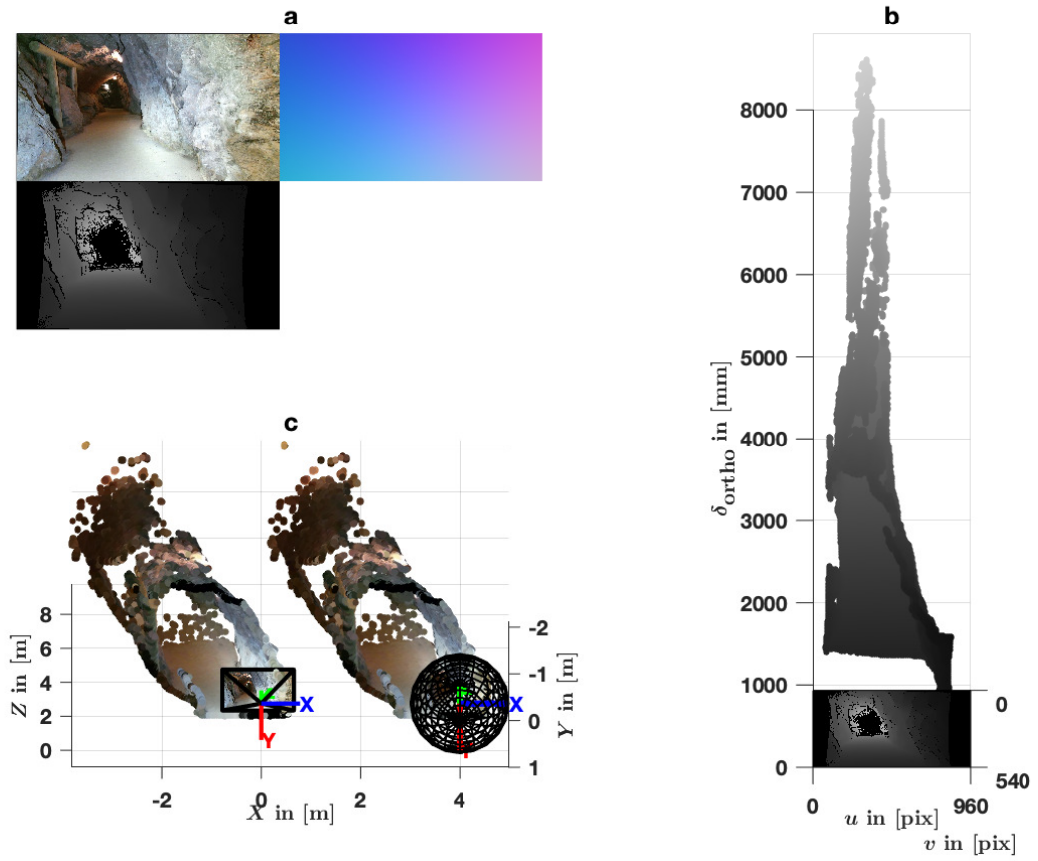 a
b
8000
7000
6000
5000
4000
3000
2000
1000
0
δortho in [mm]
0
540
0
960
u in [pix]
v in [pix]
c
8
6
4
2
0
Z in [m]
-2
-1
0
1
Y in [m]
X
Y
X
-2
0
2
4
X in [m]